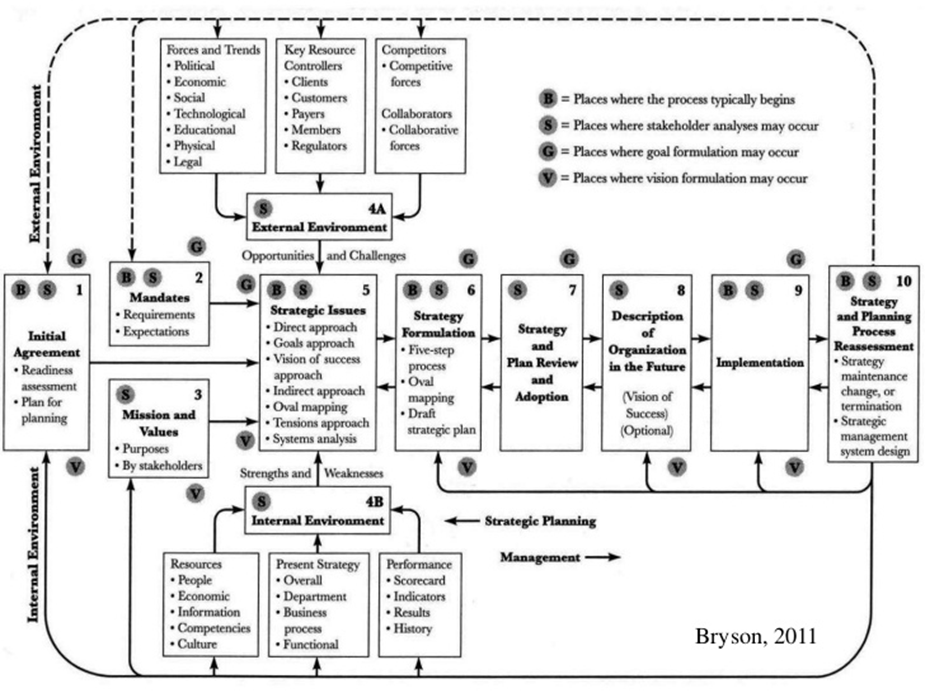 External Environment
Internal Environment
Forces and Trends
• Political
• Economic
• Social
• Technological
• Educational
• Physical
• Legal
Key Resource
Controllers
• Clients
• Customers
• Payers
• Members
• Regulators
Competitors
• Competitive
forces
Collaborators
• Collaborative
forces
B = Places where the process typically begins
S = Places where stakeholder analyses may occur
G = Places where goal formulation may occur
V = Places where vision formulation may occur
S 4A
External Environment
Opportunities and Challenges
G
B S 1
Initial
Agreement
• Readiness
assessment
• Plan for
planning
V
G
B S 2
Mandates
• Requirements
• Expectations
S 3
Mission and
Values
• Purposes
• By stakeholders
V
G
B S 5
Strategic Issues
• Direct approach
• Goals approach
• Vision of success
approach
• Indirect approach
• Oval mapping
• Tensions approach
• Systems analysis
V
G
B S 6
Strategy
Formulation
• Five-step
process
• Oval
mapping
• Draft
strategic plan
V
G
S 7
Strategy
and
Plan Review
and
Adoption
S 8
Description
of
Organization
in the Future
(Vision of
Success)
(Optional)
V
G
B S 9
Implementation
V
B S 10
Strategy
and Planning
Process
Reassessment
• Strategy
maintenance
change, or
termination
• Strategic
management
system design
Strengths and Weaknesses
S 4B
Internal Environment
Strategic Planning
Management
Resources
• People
• Economic
• Information
• Competencies
• Culture
Present Strategy
• Overall
• Department
• Business
process
• Functional
Performance
• Scorecard
• Indicators
• Results
• History
Bryson, 2011